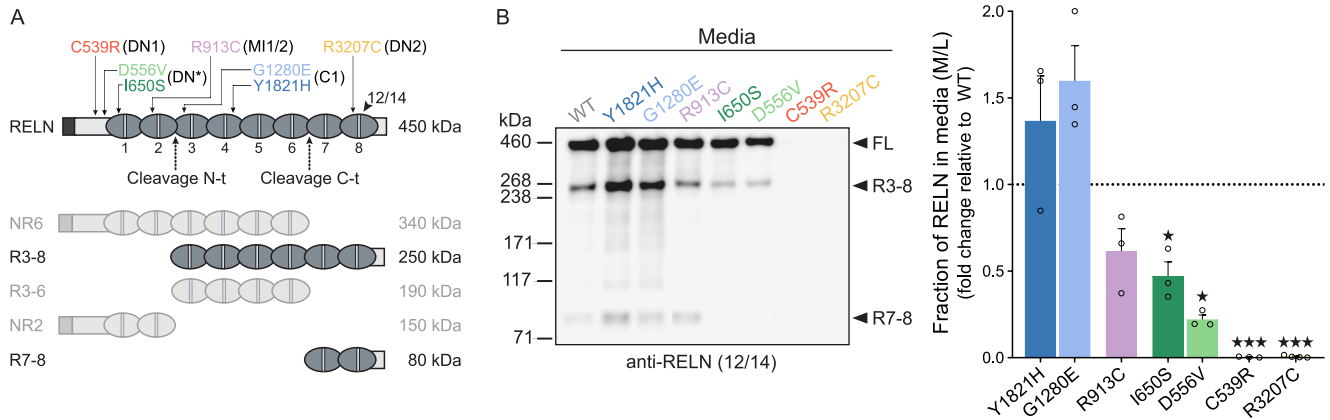 A
C539R (DN1)
R913C (MI1/2)
R3207C (DN2)
D556V
I650S (DN*)
G1280E
Y1821H (C1)
12/14
RELN
450 kDa
1 2 3 4 5 6 7 8
Cleavage N-t
Cleavage C-t
NR6
340 kDa
R3-8
250 kDa
R3-6
190 kDa
NR2
150 kDa
R7-8
80 kDa
B
Media
WT
Y1821H
G1280E
R913C
I650S
D556V
C539R
R3207C
kDa
460
268
238
171
117
71
FL
R3-8
R7-8
anti-RELN (12/14)
Fraction of RELN in media (M/L)
(fold change relative to WT)
2.0
1.5
1.0
0.5
0.0
★
★
★★★
★★★
Y1821H
G1280E
R913C
I650S
D556V
C539R
R3207C